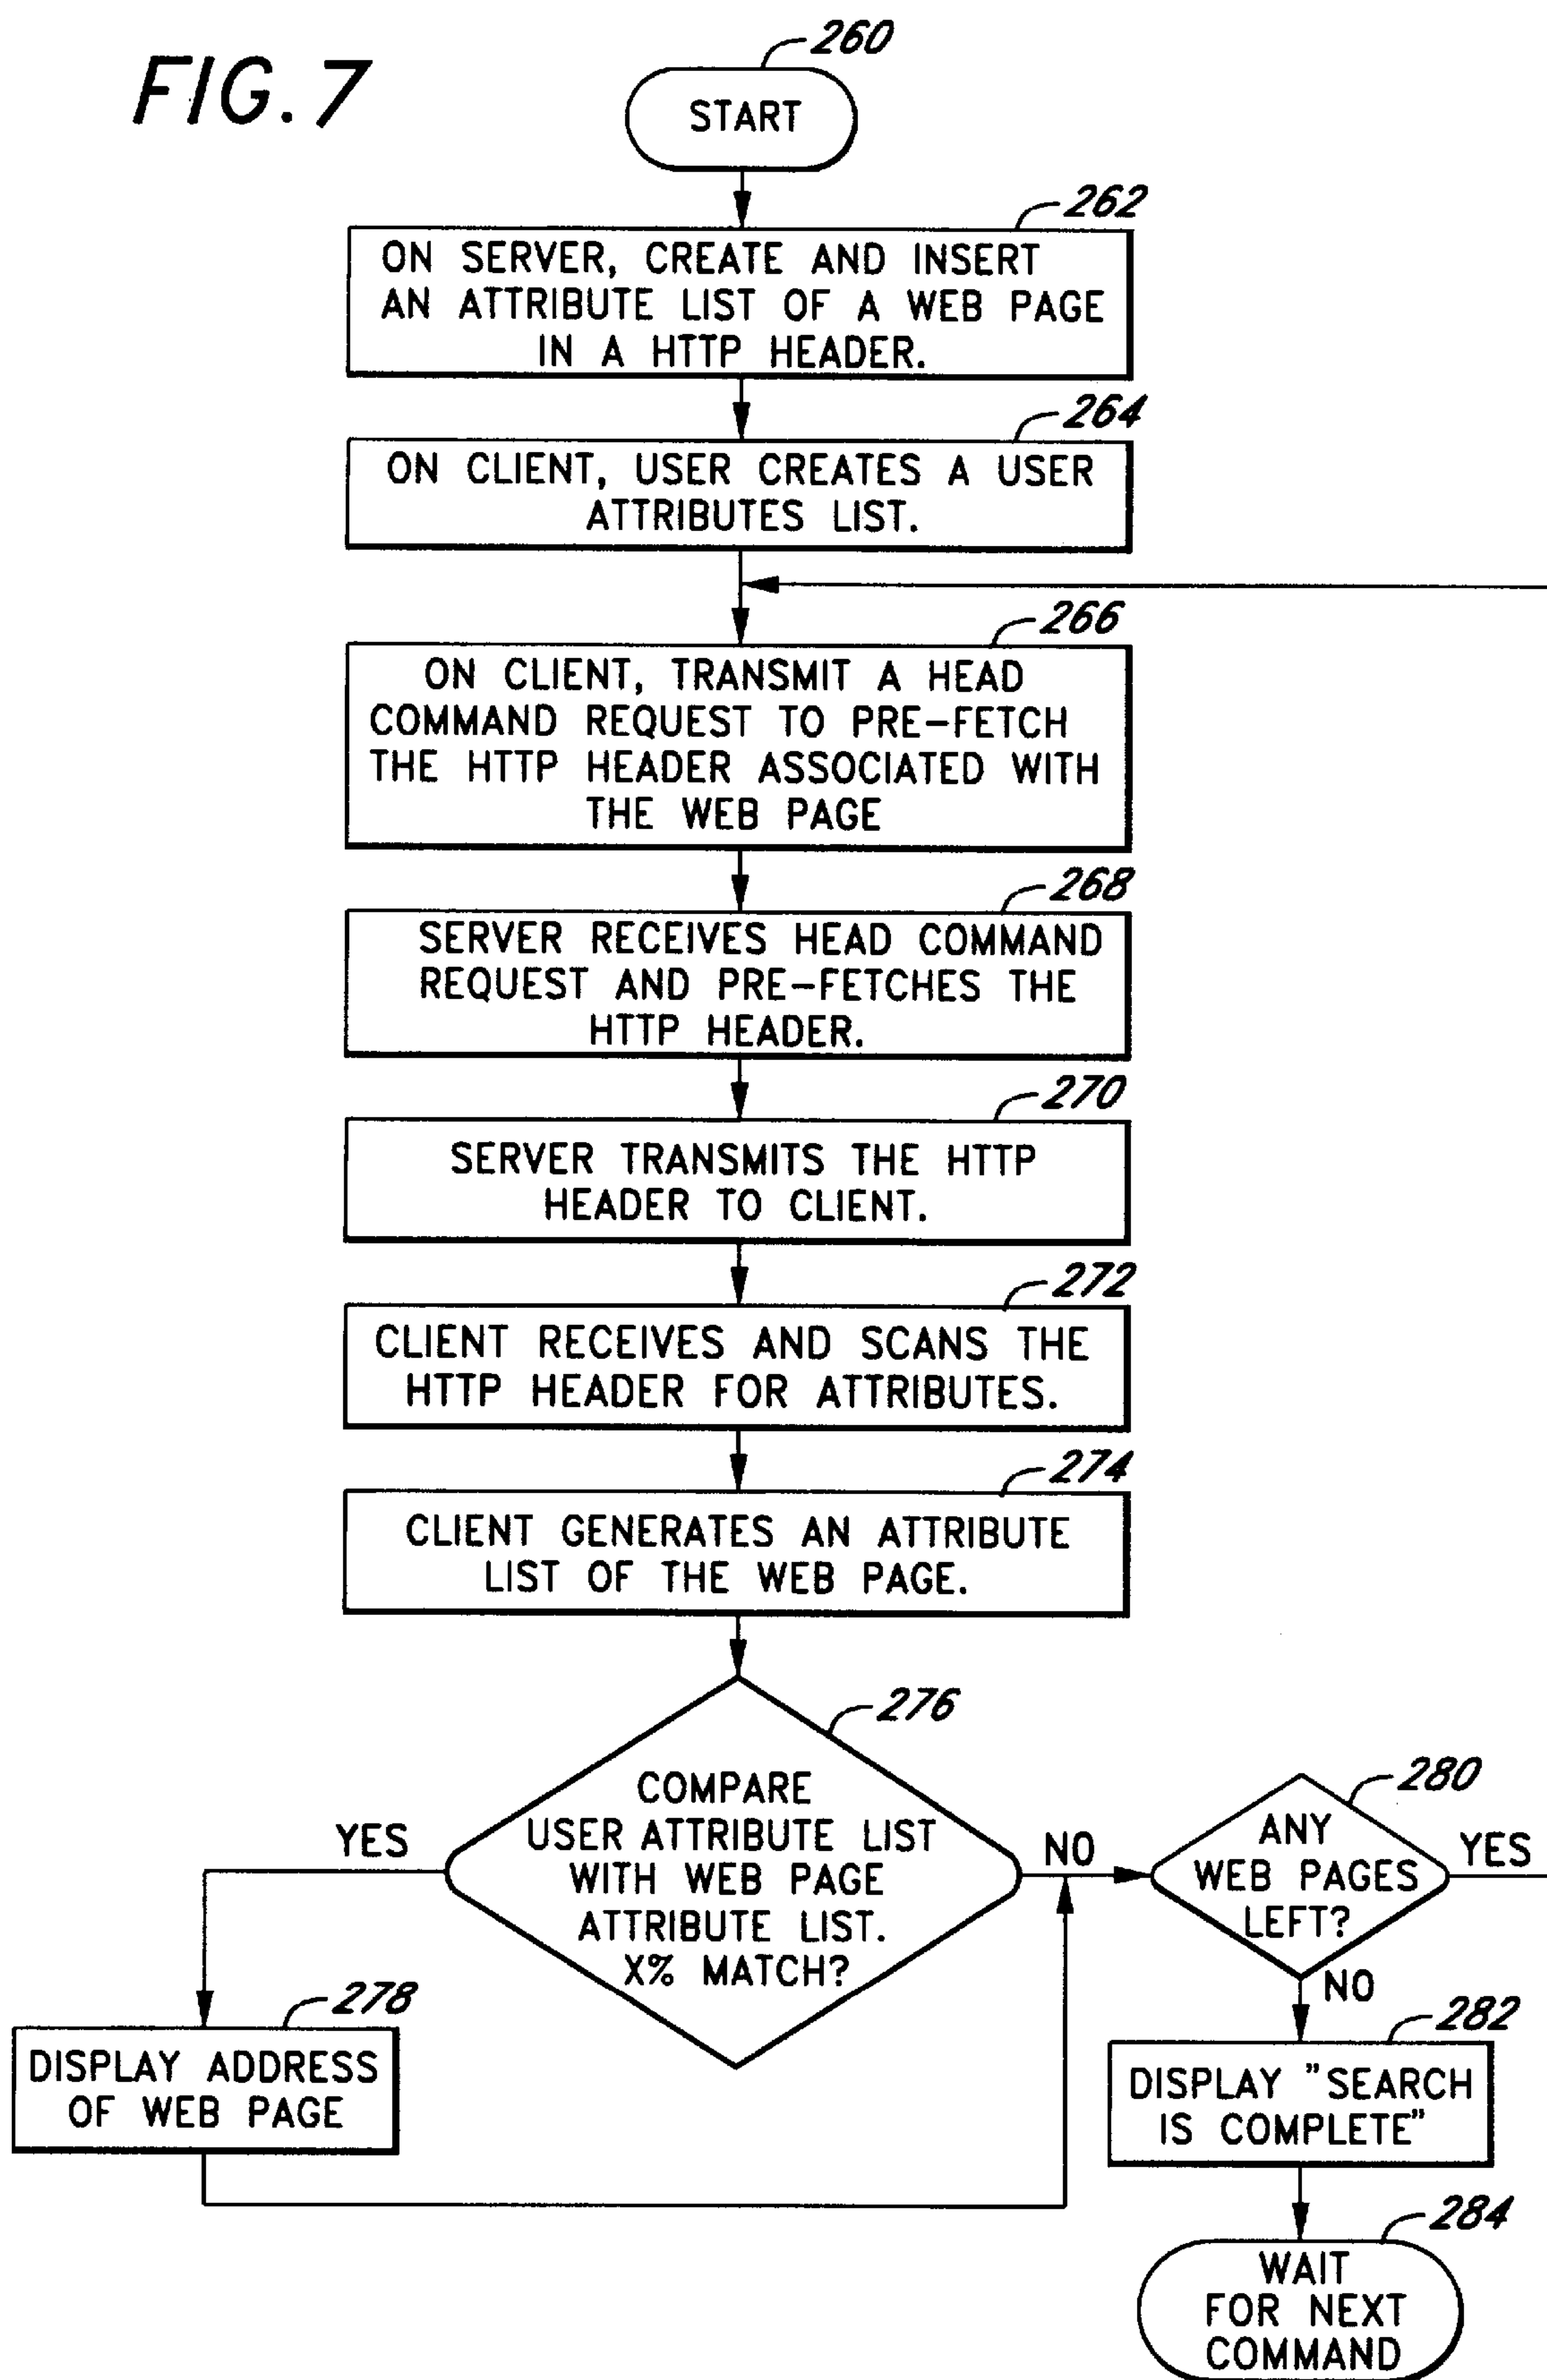 FIG. 7
260
START
262
ON SERVER, CREATE AND INSERT
AN ATTRIBUTE LIST OF A WEB PAGE
IN A HTTP HEADER.
264
ON CLIENT, USER CREATES A USER
ATTRIBUTES LIST.
266
ON CLIENT, TRANSMIT A HEAD
COMMAND REQUEST TO PRE-FETCH
THE HTTP HEADER ASSOCIATED WITH
THE WEB PAGE
268
SERVER RECEIVES HEAD COMMAND
REQUEST AND PRE-FETCHES THE
HTTP HEADER.
270
SERVER TRANSMITS THE HTTP
HEADER TO CLIENT.
272
CLIENT RECEIVES AND SCANS THE
HTTP HEADER FOR ATTRIBUTES.
274
CLIENT GENERATES AN ATTRIBUTE
LIST OF THE WEB PAGE.
276
COMPARE
USER ATTRIBUTE LIST
WITH WEB PAGE
ATTRIBUTE LIST.
X% MATCH?
YES
NO
278
DISPLAY ADDRESS
OF WEB PAGE
280
ANY
WEB PAGES
LEFT?
YES
NO
282
DISPLAY "SEARCH
IS COMPLETE"
284
WAIT
FOR NEXT
COMMAND